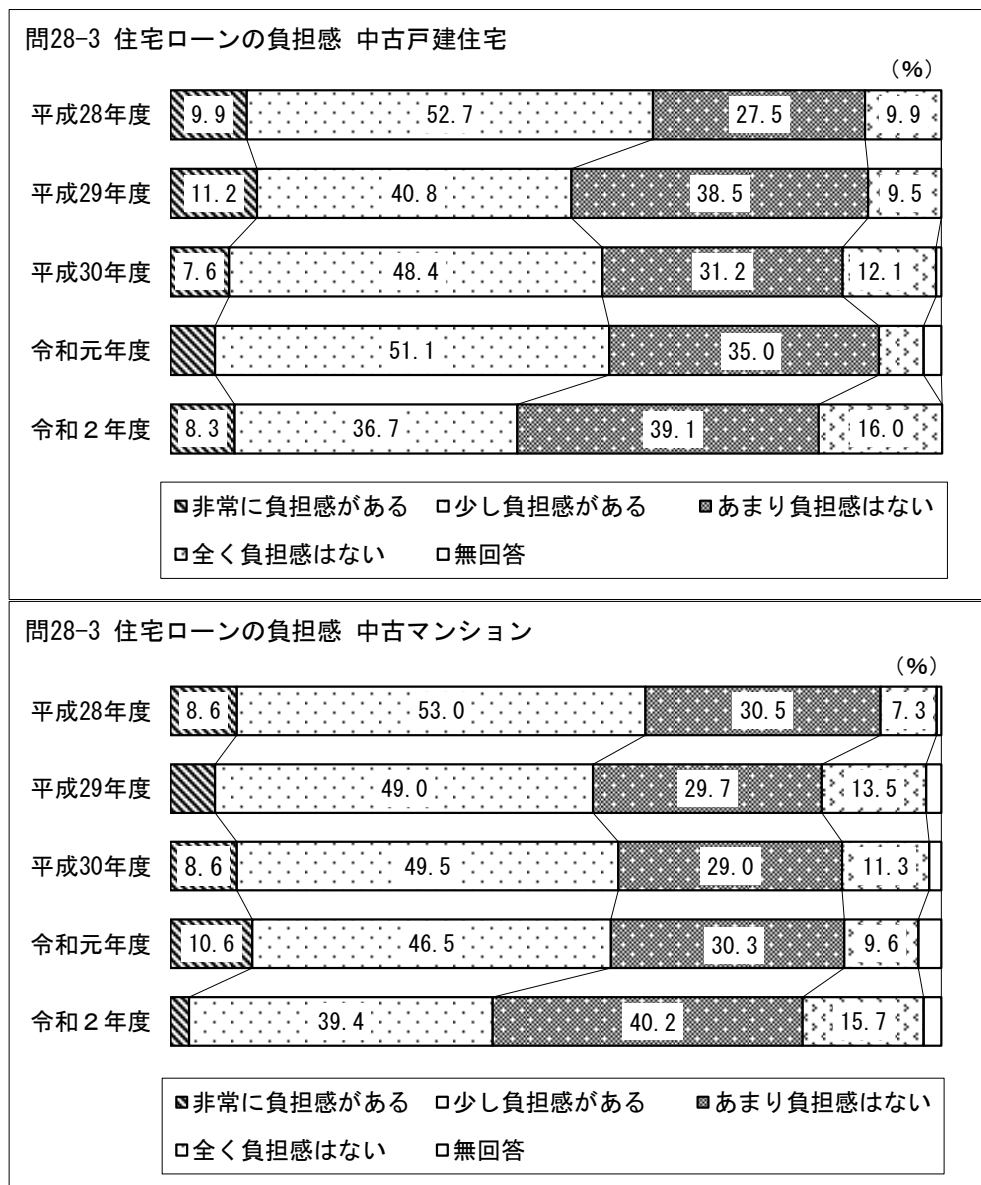 問28-3 住宅ローンの負担感 中古戸建住宅
(%)
平成28年度 9.9 52.7 27.5 9.9
平成29年度 11.2 40.8 38.5 9.5
平成30年度 7.6 48.4 31.2 12.1
令和元年度 51.1 35.0
令和２年度 8.3 36.7 39.1 16.0
非常に負担感がある 少し負担感がある あまり負担感はない
全く負担感はない 無回答
問28-3 住宅ローンの負担感 中古マンション
(%)
平成28年度 8.6 53.0 30.5 7.3
平成29年度 49.0 29.7 13.5
平成30年度 8.6 49.5 29.0 11.3
令和元年度 10.6 46.5 30.3 9.6
令和２年度 39.4 40.2 15.7
非常に負担感がある 少し負担感がある あまり負担感はない
全く負担感はない 無回答